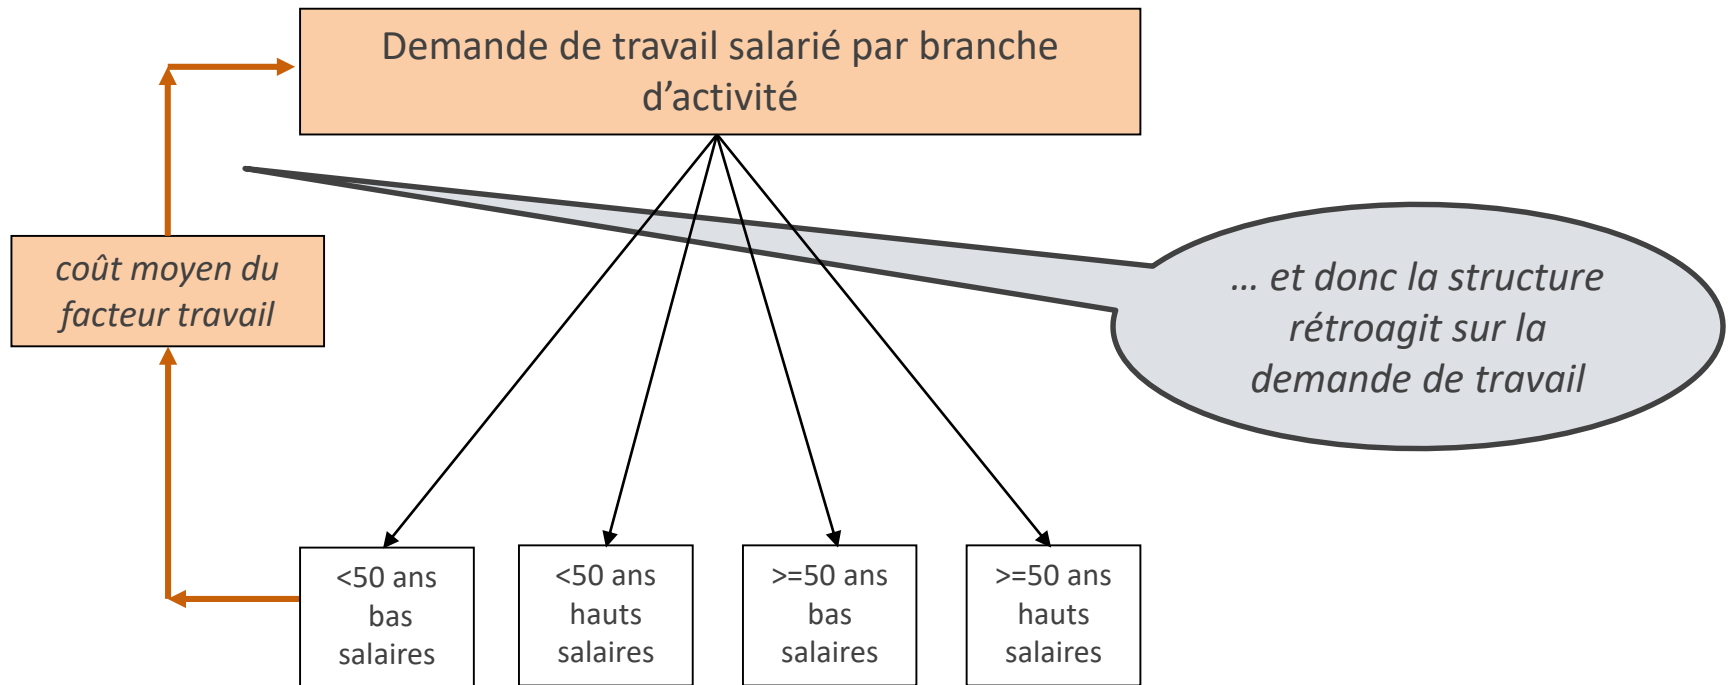 Demande de travail salarié par branche
d’activité
coût moyen du
facteur travail
… et donc la structure
rétroagit sur la
demande de travail
<50 ans
bas
salaires
<50 ans
hauts
salaires
>=50 ans
bas
salaires
>=50 ans
hauts
salaires